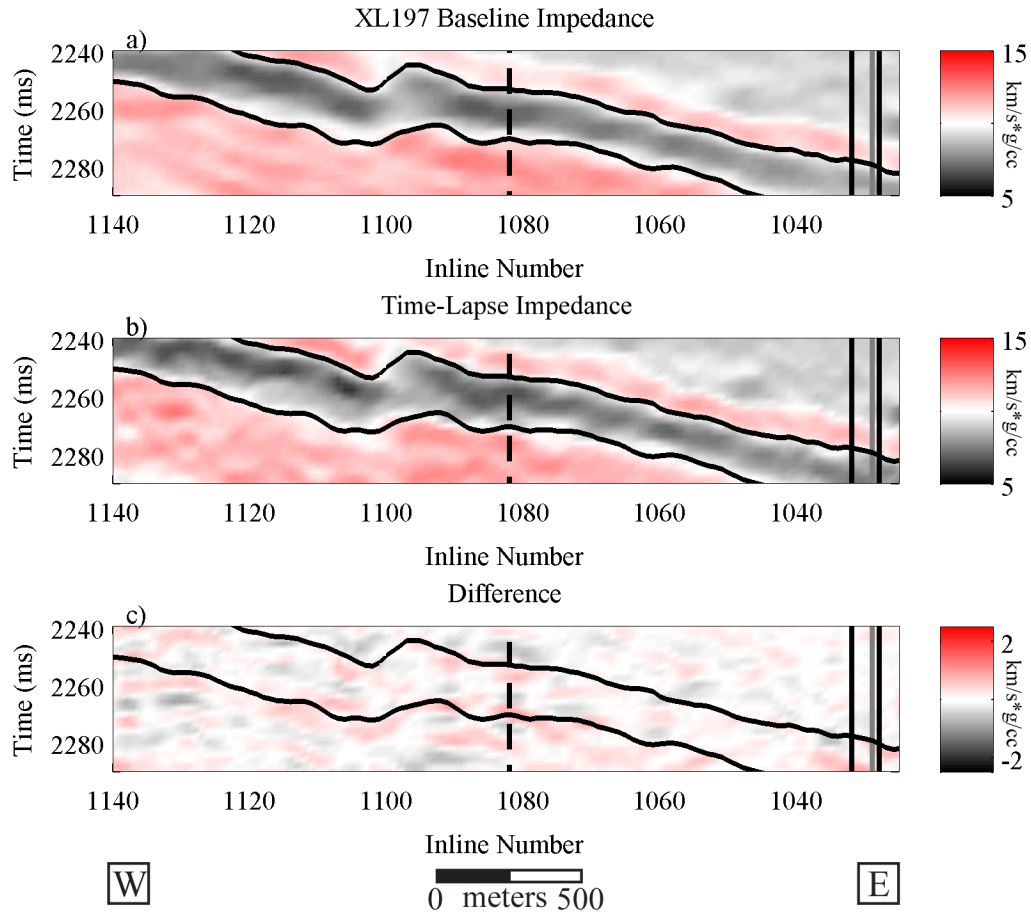 XL197 Baseline Impedance
a)
Time (ms)
2240
2260
2280
1140 1120 1100 1080 1060 1040
Inline Number
15
km/s*g/cc
5
Time-Lapse Impedance
b)
Time (ms)
2240
2260
2280
1140 1120 1100 1080 1060 1040
Inline Number
15
km/s*g/cc
5
Difference
c)
Time (ms)
2240
2260
2280
1140 1120 1100 1080 1060 1040
Inline Number
2
km/s*g/cc
-2
W
0 meters 500
E